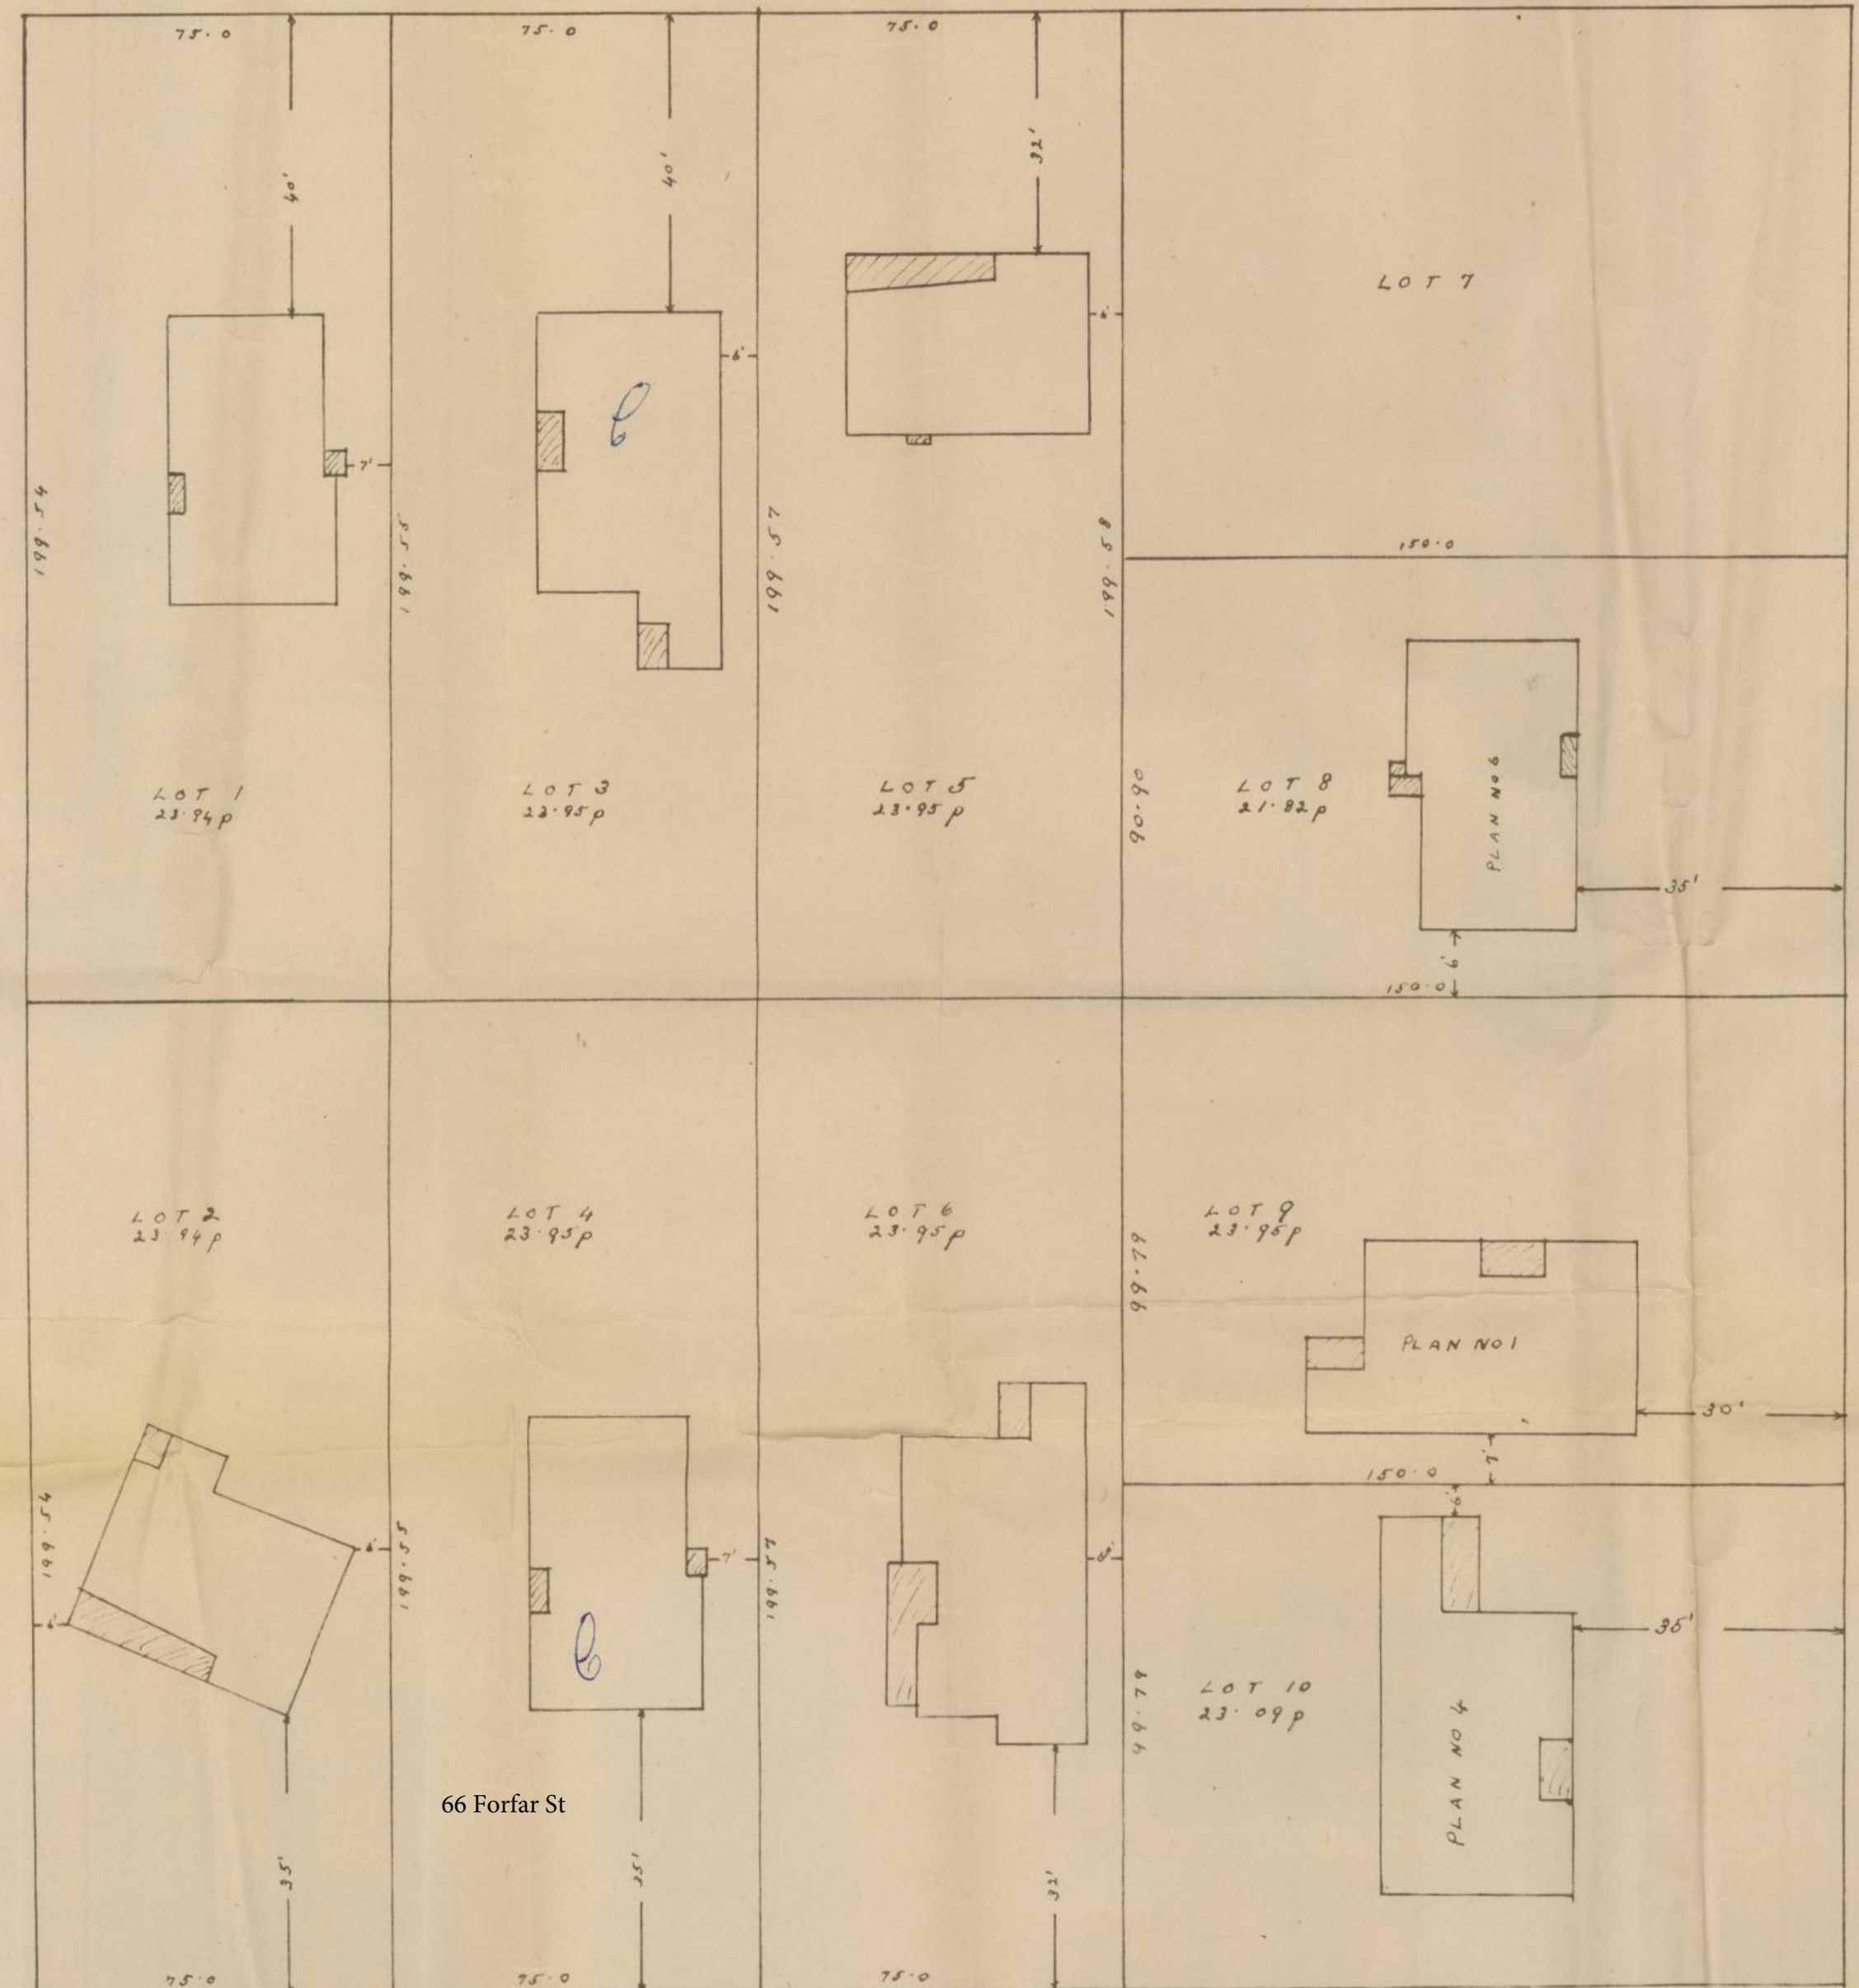 75.0
75.0
75.0
40'
40'
32'
LOT 7
6'
6'
7'
199.54
199.55
199.57
199.58
150.0
LOT 1
23.94 p
LOT 3
23.95 p
LOT 5
23.95 p
90.90
LOT 8
21.82 p
PLAN NO 6
35'
6'
150.0
LOT 2
23.94 p
LOT 4
23.95 p
LOT 6
23.95 p
LOT 9
23.95 p
99.79
PLAN NO 1
30'
7'
150.0
6'
199.54
6'
199.55
7'
199.57
8'
6'
35'
LOT 10
23.09 p
99.79
PLAN NO 4
66 Forfar St
35'
35'
32'
75.0
75.0
75.0